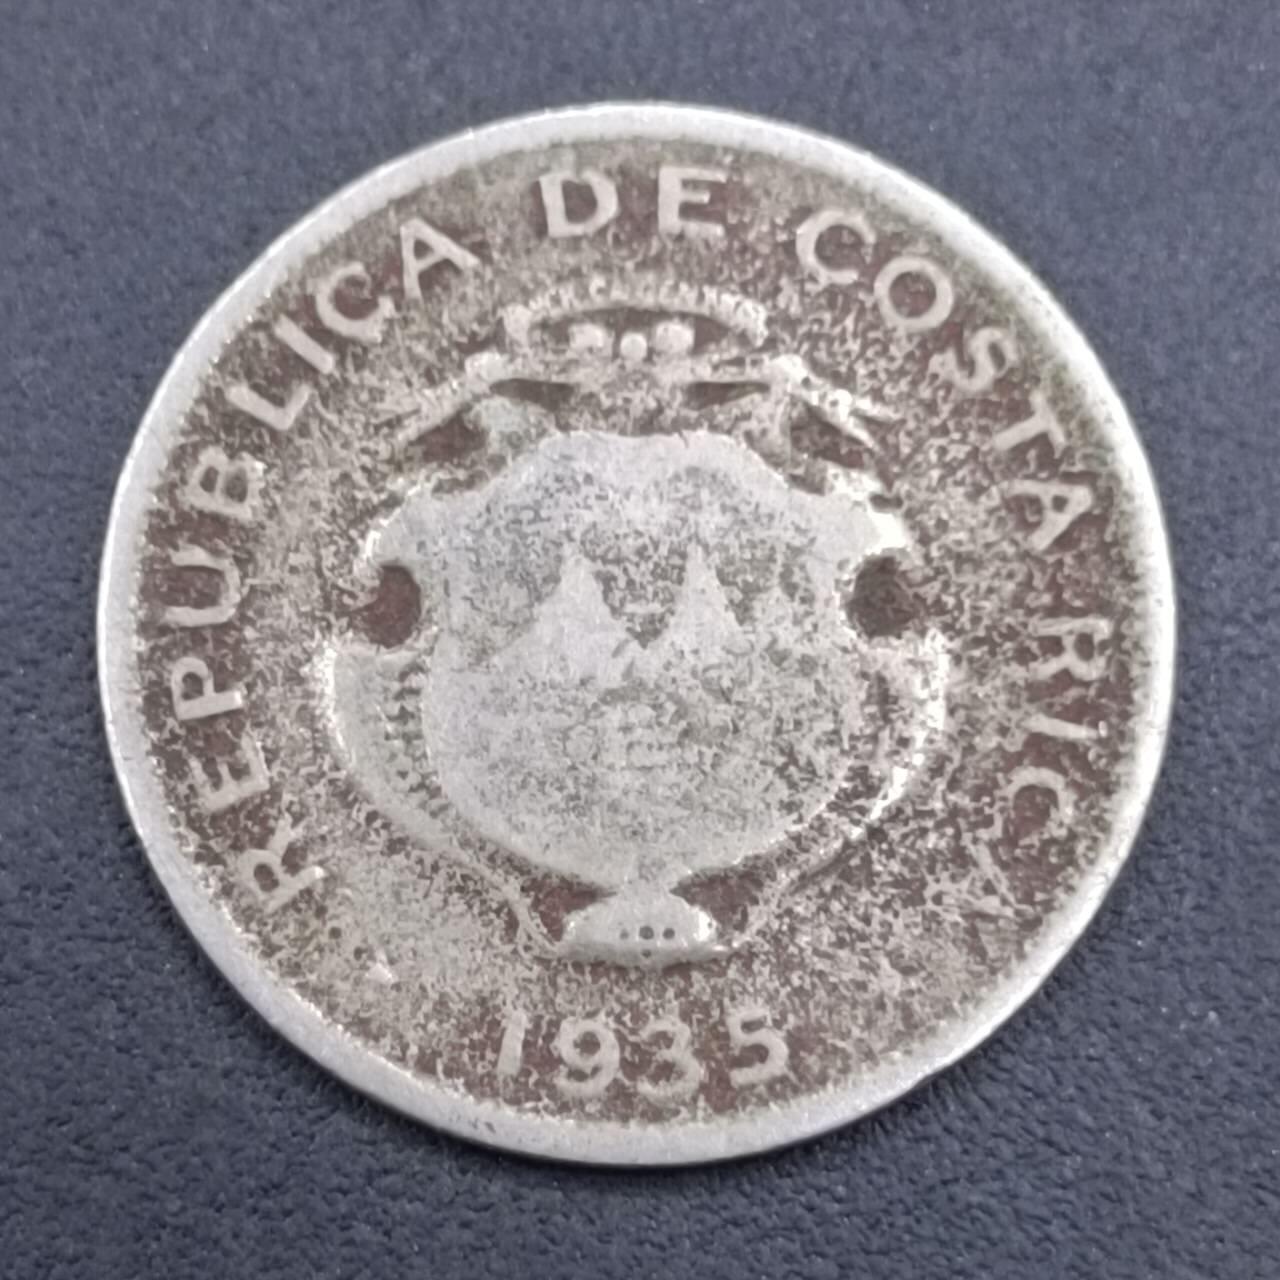 REPUBLICA DE COSTA RICA
1935